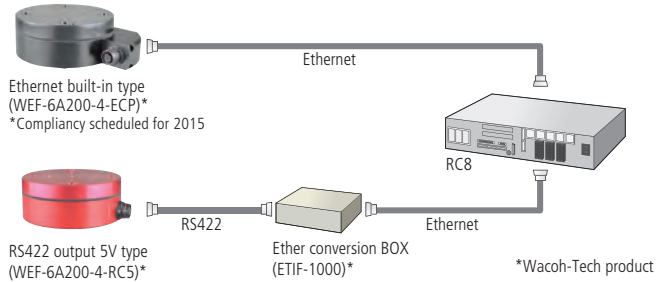 Ethernet
Ethernet built-in type
(WEF-6A200-4-ECP)*
*Compliancy scheduled for 2015
RC8
RS422
Ethernet
RS422 output 5V type
(WEF-6A200-4-RC5)*
Ether conversion BOX
(ETIF-1000)*
*Wacoh-Tech product